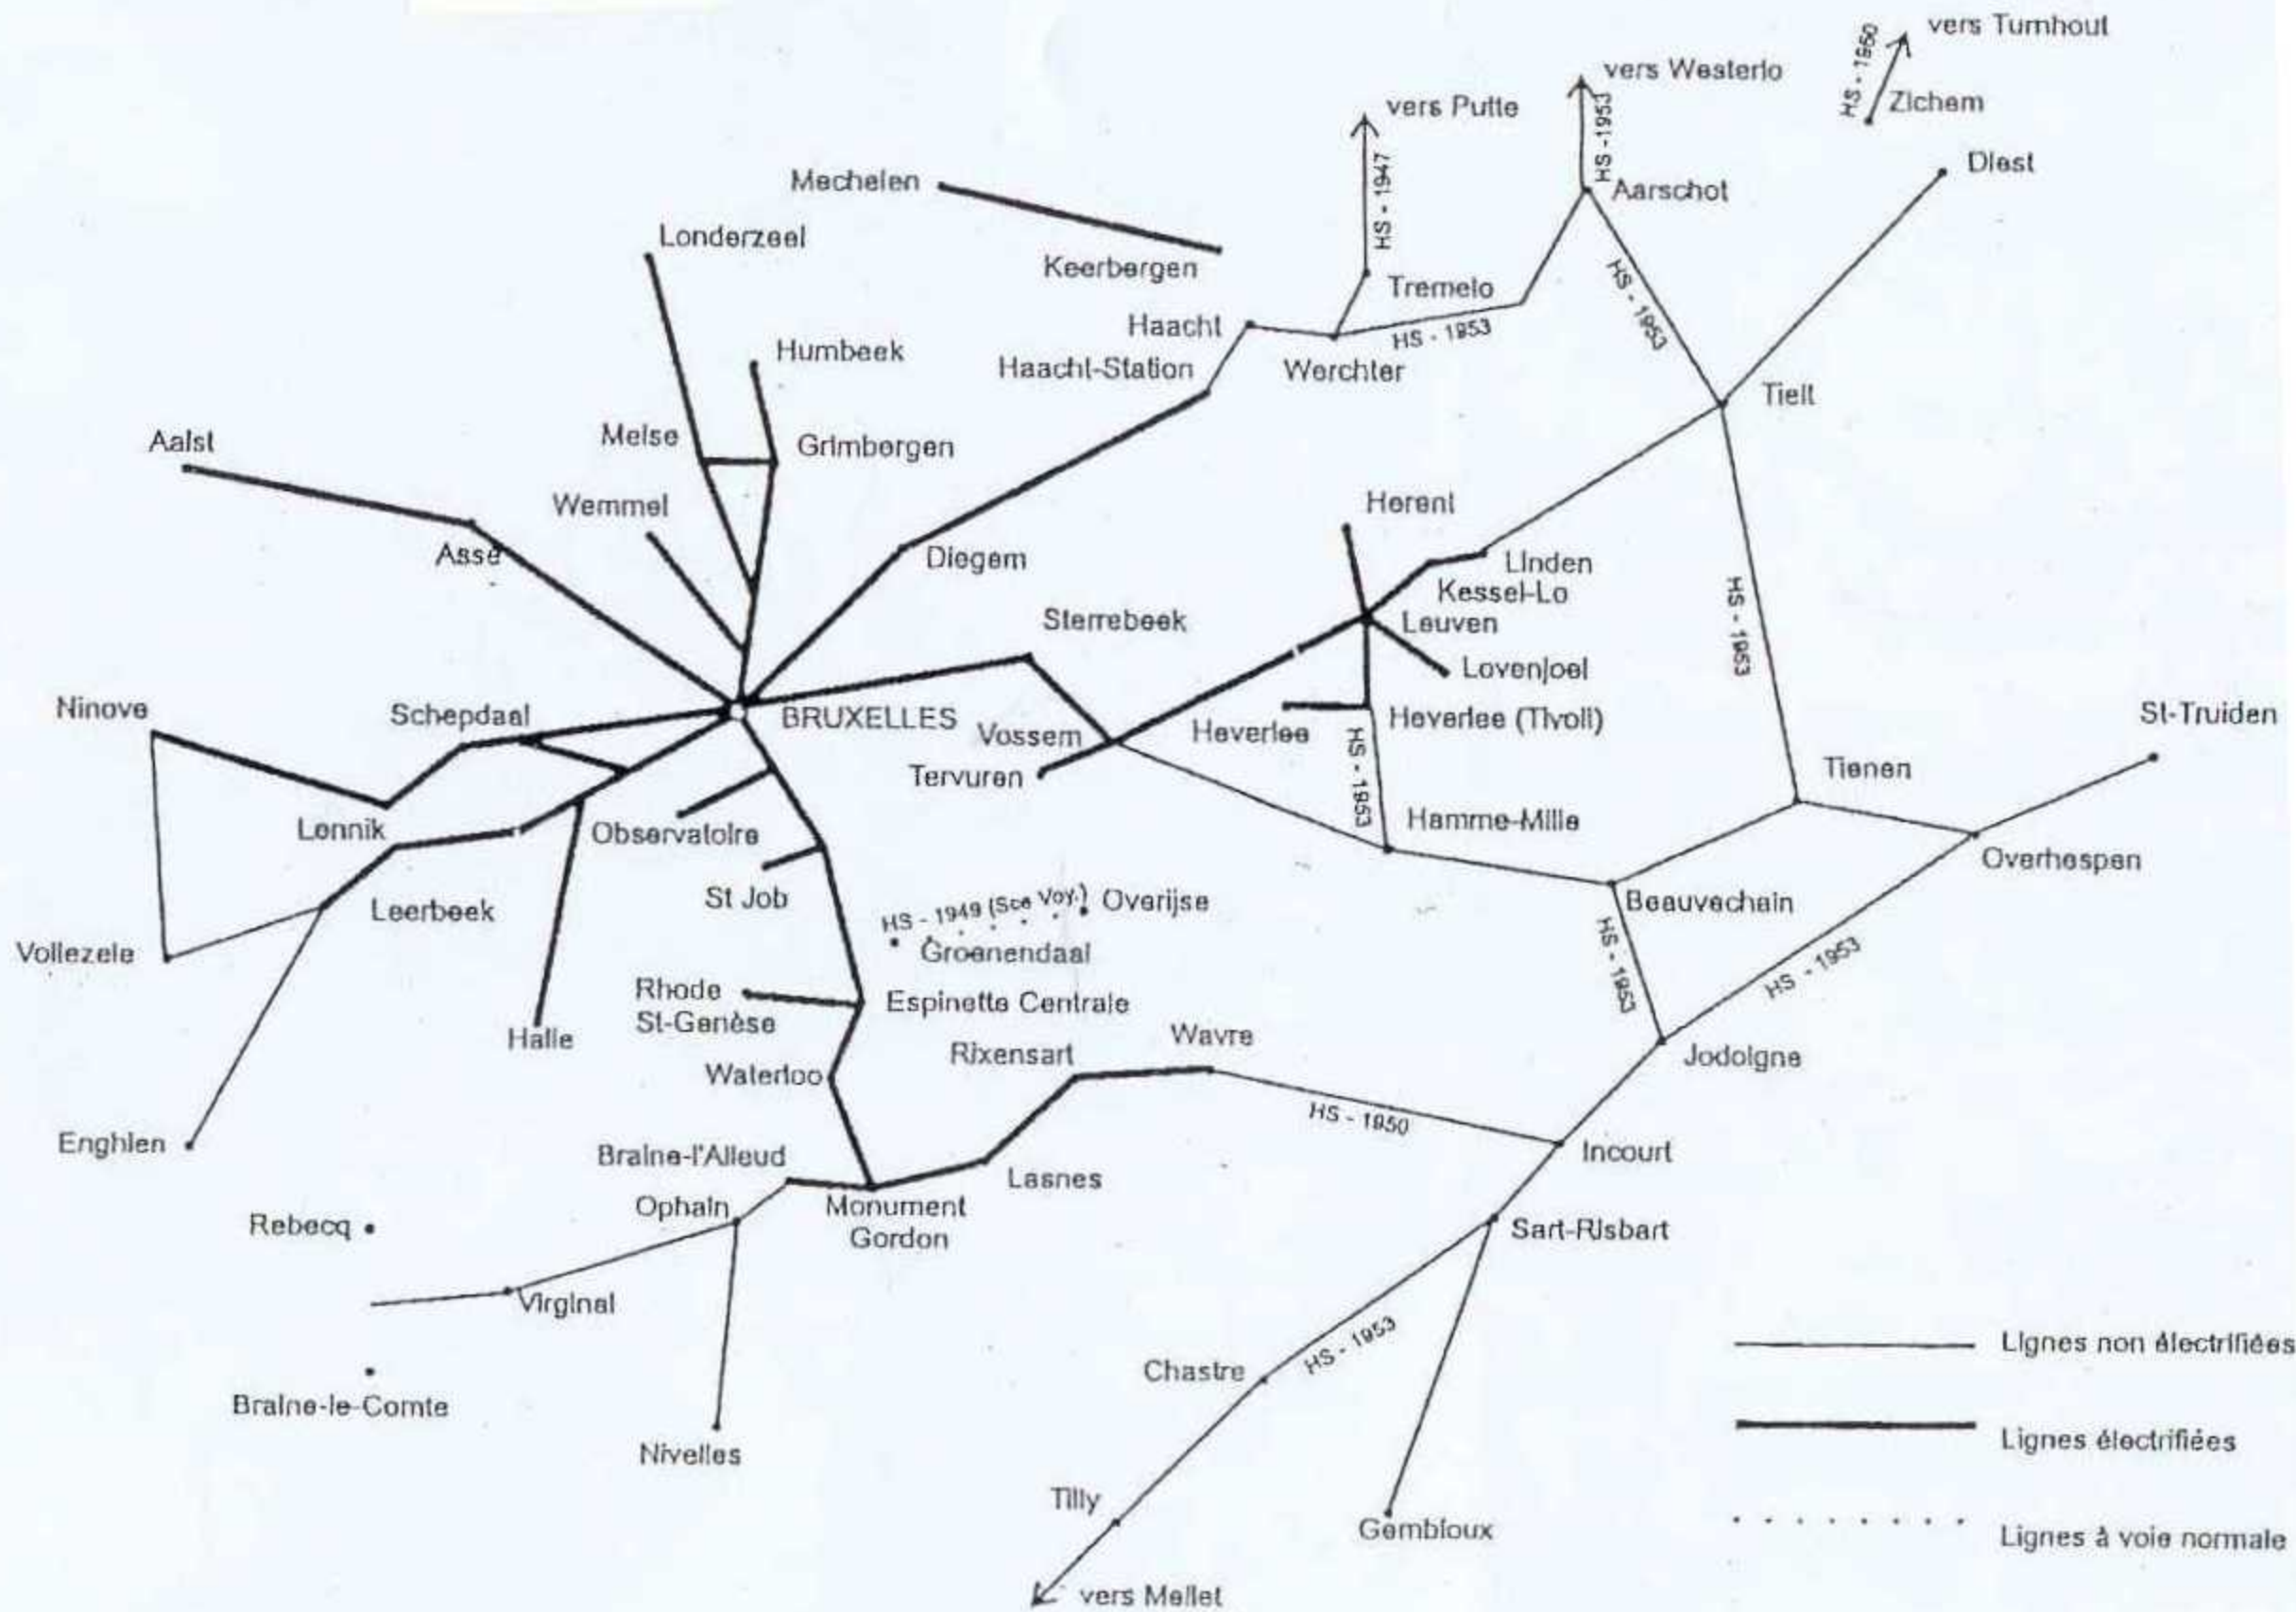 vers Turnhout
HS - 1960
Zichem
vers Westerlo
HS - 1953
vers Putte
HS - 1947
Diest
Aarschot
Mechelen
Keerbergen
Londerzeel
Tremelo
HS - 1953
HS - 1953
Haacht
Haacht-Station
Werchter
Humbeek
Tielt
Meise
Grimbergen
Aalst
Wemmel
Asse
Diegem
Herent
Linden
Kessel-Lo
Leuven
Lovenjoel
Sterrebeek
HS - 1953
Ninove
Schepdaal
BRUXELLES
Vossem
Heverlee
Heverlee (Tivoli)
St-Truiden
Tervuren
HS - 1953
Tienen
Lennik
Observatoire
Hamme-Mille
Overhespen
St Job
Leerbeek
HS - 1949 (Sce Voy.)
Overijse
Groenendaal
Beauvechain
HS - 1953
HS - 1953
Vollezele
Rhode
St-Genèse
Espinette Centrale
Halle
Waterloo
Rixensart
Wavre
Jodoigne
HS - 1950
Enghien
Braine-l'Alleud
Lasnes
Incourt
Ophain
Monument
Gordon
Rebecq
Sart-Risbart
Virginal
HS - 1953
Chastre
Braine-le-Comte
Nivelles
Tilly
Gembloux
vers Mellet
Lignes non électrifiées
Lignes électrifiées
Lignes à voie normale